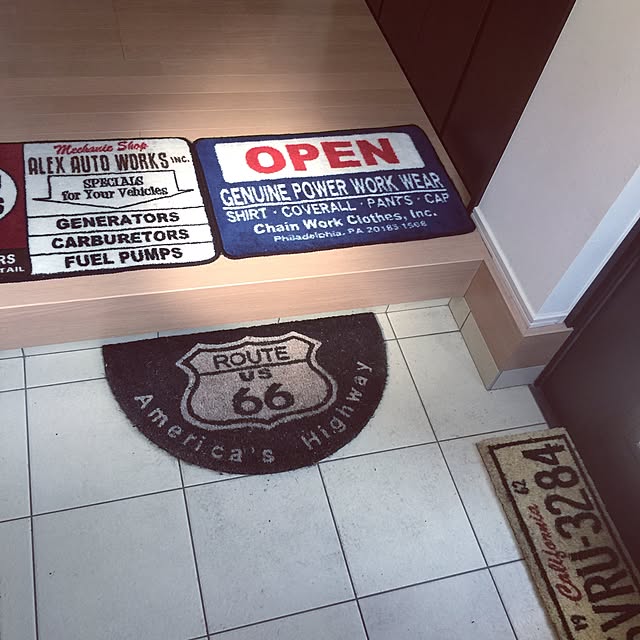 Mechanic Shop
ALEX AUTO WORKS INC.
SPECIALS
for Your Vehicles
GENERATORS
CARBURETORS
FUEL PUMPS
OPEN
GENUINE POWER WORK WEAR
SHIRT · COVERALL · PANTS · CAP
Chain Work Clothes, Inc.
Philadelphia, PA 20183 1568
ROUTE
US
66
America's Highway
California 62
VRU-3284